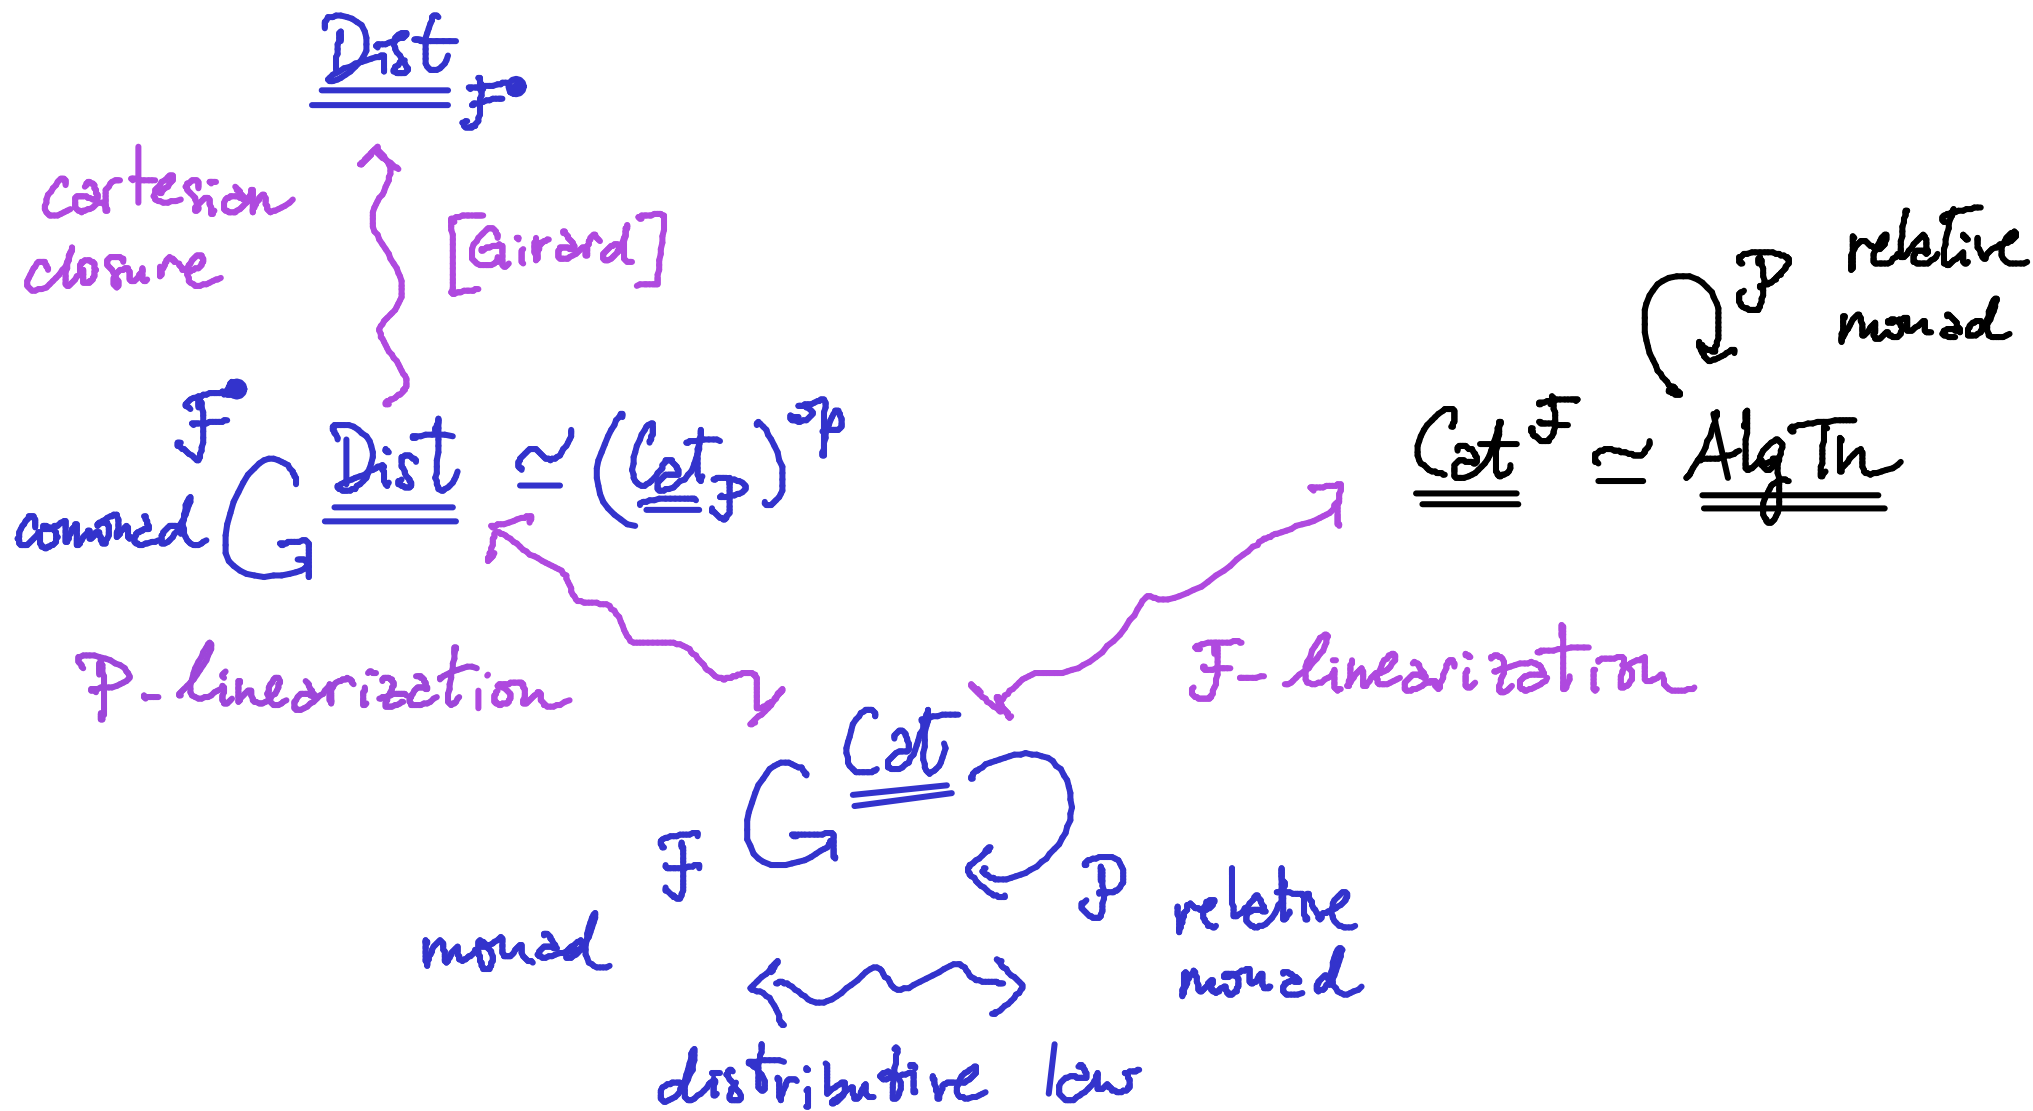 Dist_F•
cartesian
closure
[Girard]
P relative
monad
F•
Dist ≃ (Cat_P)^op
comonad
Cat^F ≃ AlgTh
P-linearization
F-linearization
Cat
F
P
monad
relative
monad
distributive law